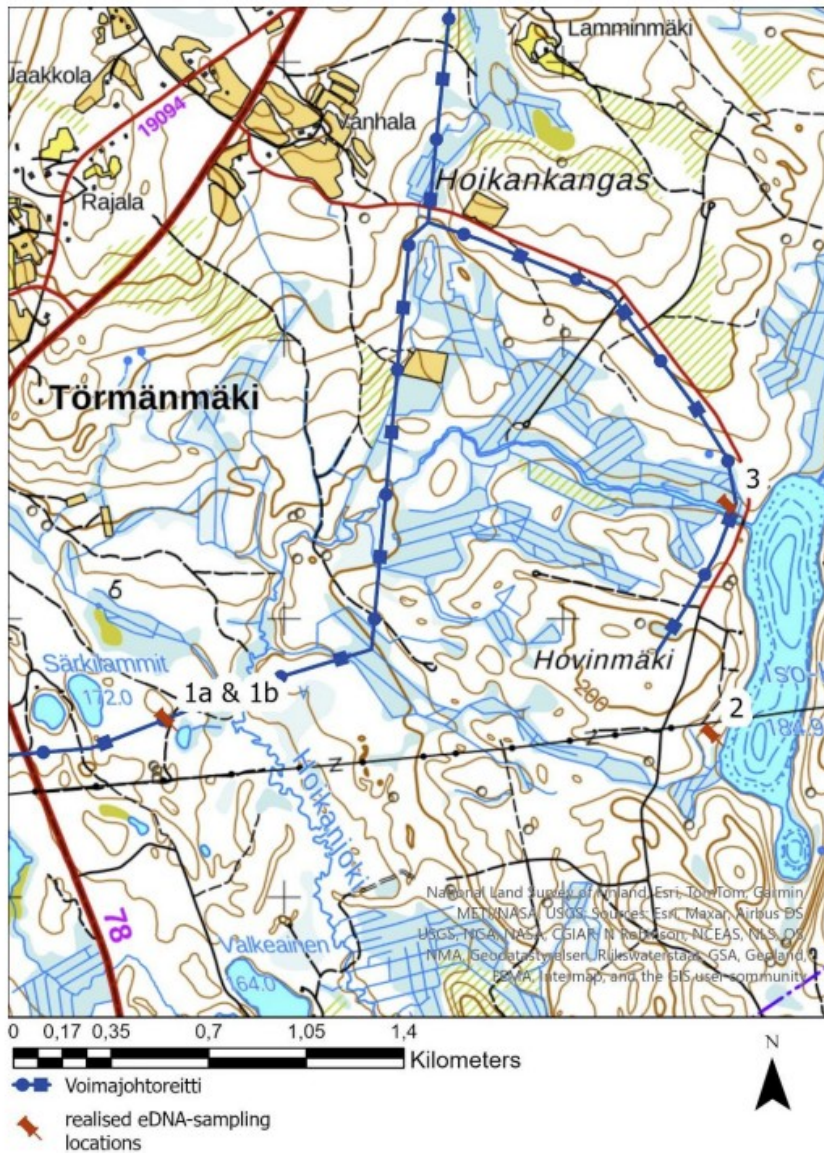 Lamminmäki
Jaakkola
19094
Vanhala
Rajala
Hoikankangas
Törmänmäki
3
6
Särkilammit
172.0
1a & 1b
Hovinmäki
200
2
Iso-
184.9
Z
Z
Hoikanjoki
78
Valkeainen
64.0
National Land Survey of Finland, Esri, TomTom, Garmin,
METI/NASA, USGS, Sources: Esri, Maxar, Airbus DS,
USGS, NGA, NASA, CGIAR, N Robinson, NCEAS, NLS, OS,
NMA, Geodatastyrelsen, Rijkswaterstaat, GSA, Geoland,
FEMA, Intermap, and the GIS user community
0 0,17 0,35 0,7 1,05 1,4
Kilometers
N
Voimajohtoreitti
realised eDNA-sampling
locations